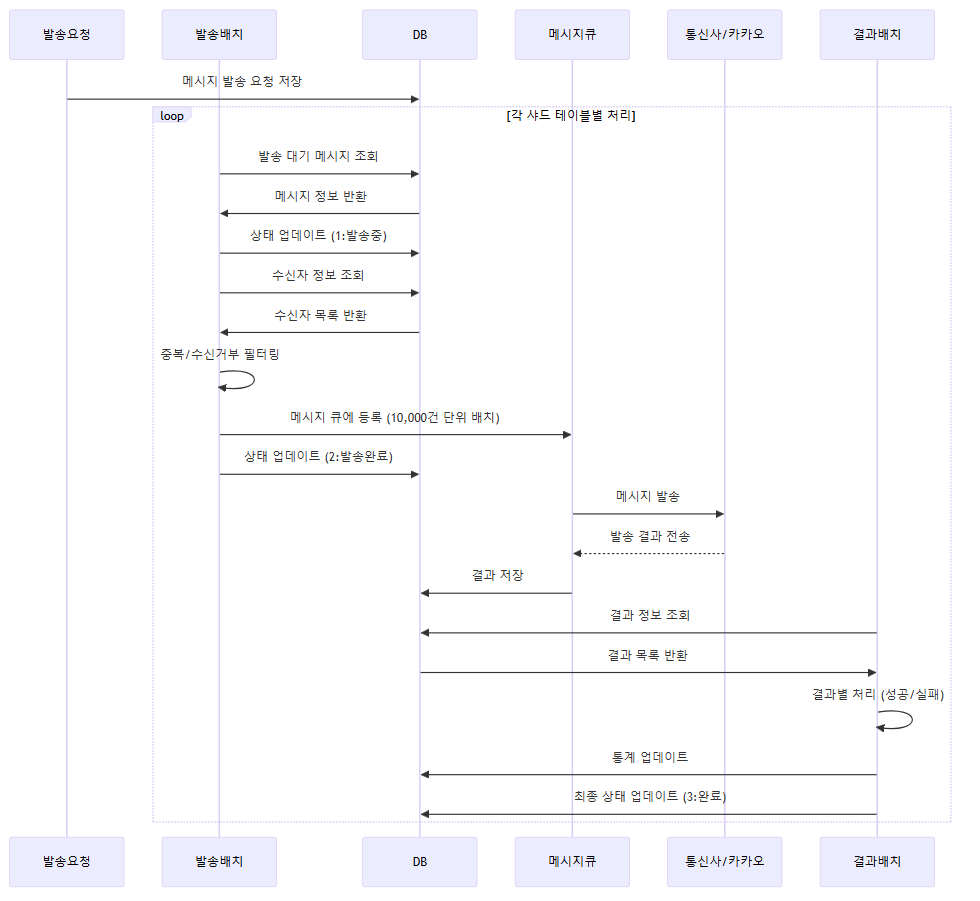 발송요청
발송배치
DB
메시지큐
통신사/카카오
결과배치
메시지 발송 요청 저장
loop
[각 샤드 테이블별 처리]
발송 대기 메시지 조회
메시지 정보 반환
상태 업데이트 (1:발송중)
수신자 정보 조회
수신자 목록 반환
중복/수신거부 필터링
메시지 큐에 등록 (10,000건 단위 배치)
상태 업데이트 (2:발송완료)
메시지 발송
발송 결과 전송
결과 저장
결과 정보 조회
결과 목록 반환
결과별 처리 (성공/실패)
통계 업데이트
최종 상태 업데이트 (3:완료)
발송요청
발송배치
DB
메시지큐
통신사/카카오
결과배치